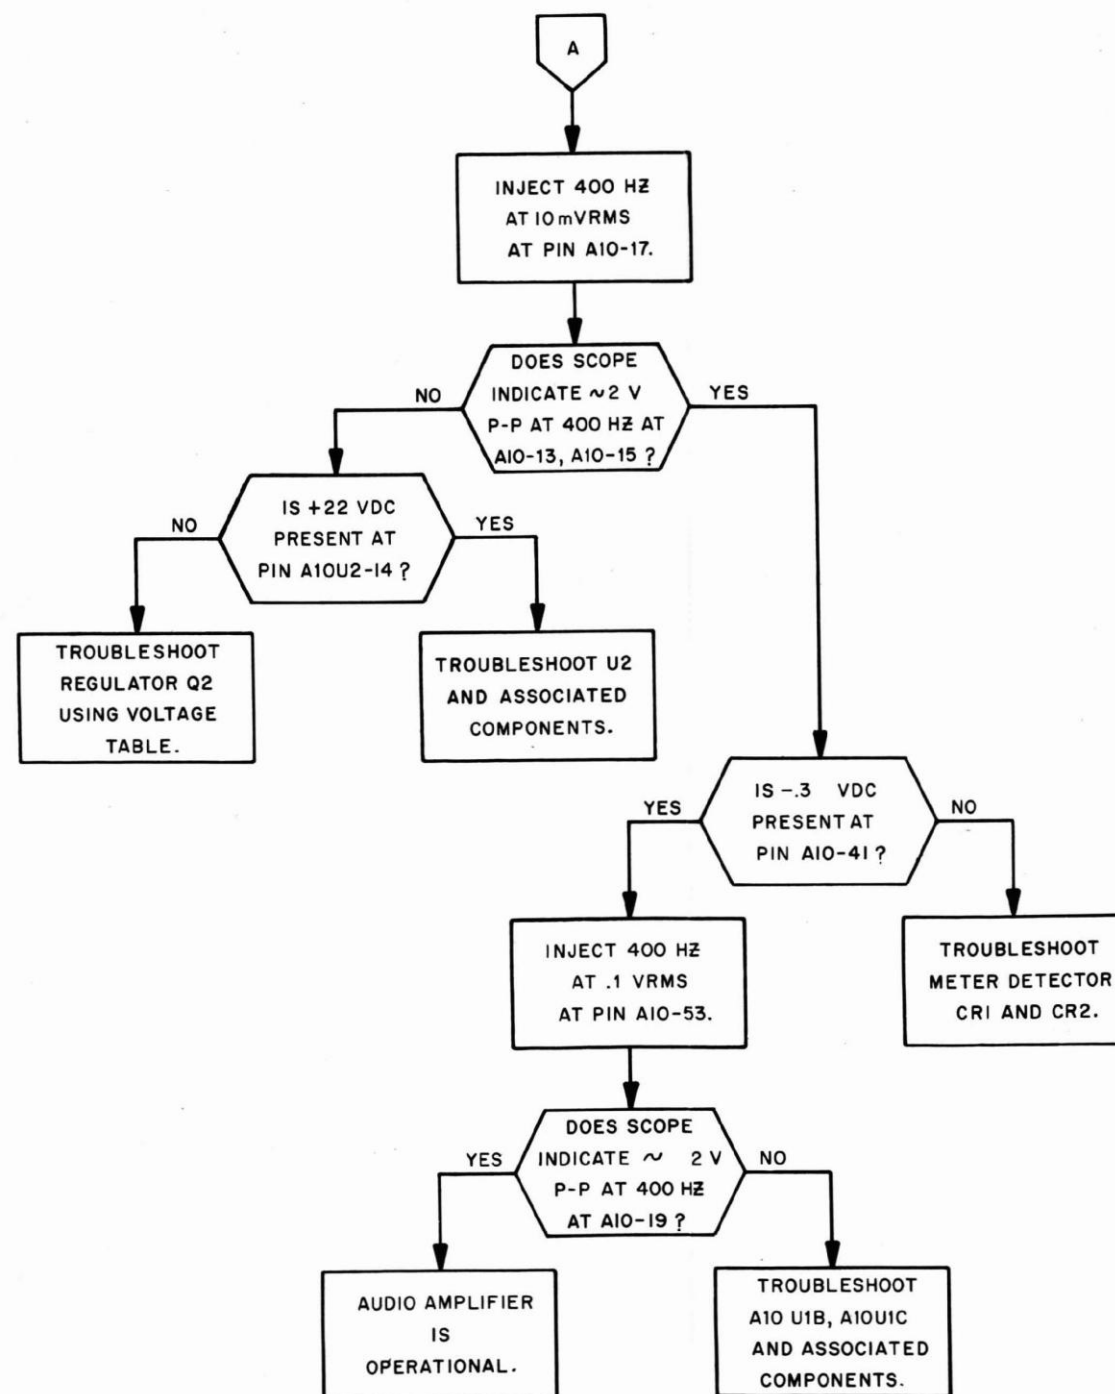 A
INJECT 400 HZ
AT 10mVRMS
AT PIN A10-17.
DOES SCOPE
INDICATE ~2 V
P-P AT 400 HZ AT
A10-13, A10-15 ?
NO
YES
IS +22 VDC
PRESENT AT
PIN A10U2-14 ?
NO
YES
TROUBLESHOOT
REGULATOR Q2
USING VOLTAGE
TABLE.
TROUBLESHOOT U2
AND ASSOCIATED
COMPONENTS.
IS -.3 VDC
PRESENT AT
PIN A10-41 ?
YES
NO
INJECT 400 HZ
AT .1 VRMS
AT PIN A10-53.
TROUBLESHOOT
METER DETECTOR
CR1 AND CR2.
DOES SCOPE
INDICATE ~ 2 V
P-P AT 400 HZ
AT A10-19 ?
YES
NO
AUDIO AMPLIFIER
IS
OPERATIONAL.
TROUBLESHOOT
A10 U1B, A10U1C
AND ASSOCIATED
COMPONENTS.